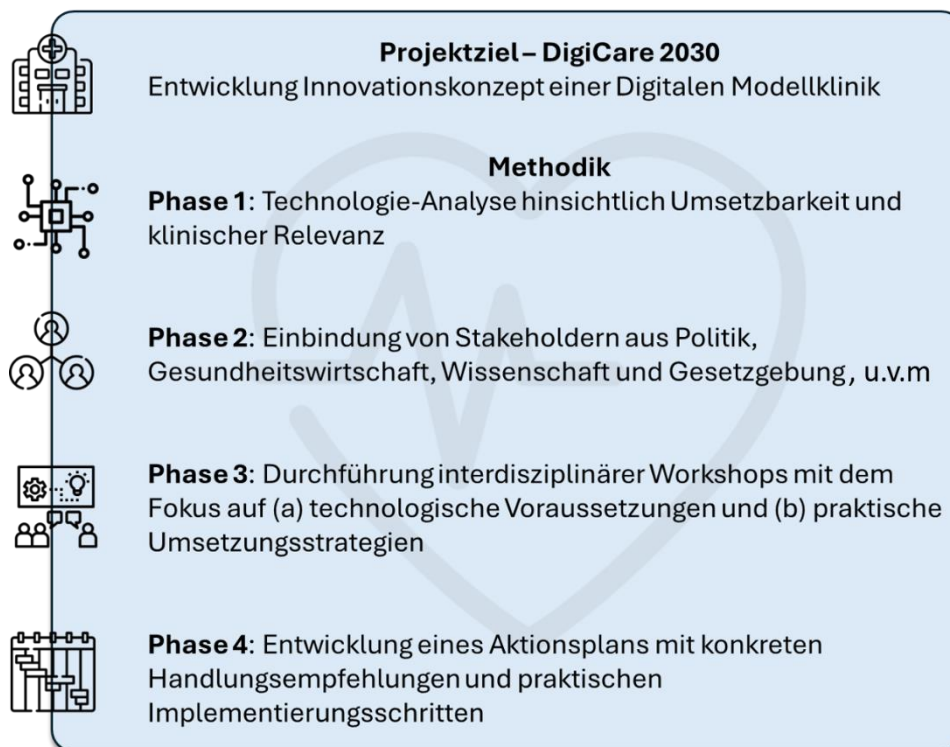 Projektziel – DigiCare 2030
Entwicklung Innovationskonzept einer Digitalen Modellklinik
Methodik
Phase 1: Technologie-Analyse hinsichtlich Umsetzbarkeit und
klinischer Relevanz
Phase 2: Einbindung von Stakeholdern aus Politik,
Gesundheitswirtschaft, Wissenschaft und Gesetzgebung, u.v.m
Phase 3: Durchführung interdisziplinärer Workshops mit dem
Fokus auf (a) technologische Voraussetzungen und (b) praktische
Umsetzungsstrategien
Phase 4: Entwicklung eines Aktionsplans mit konkreten
Handlungsempfehlungen und praktischen
Implementierungsschritten